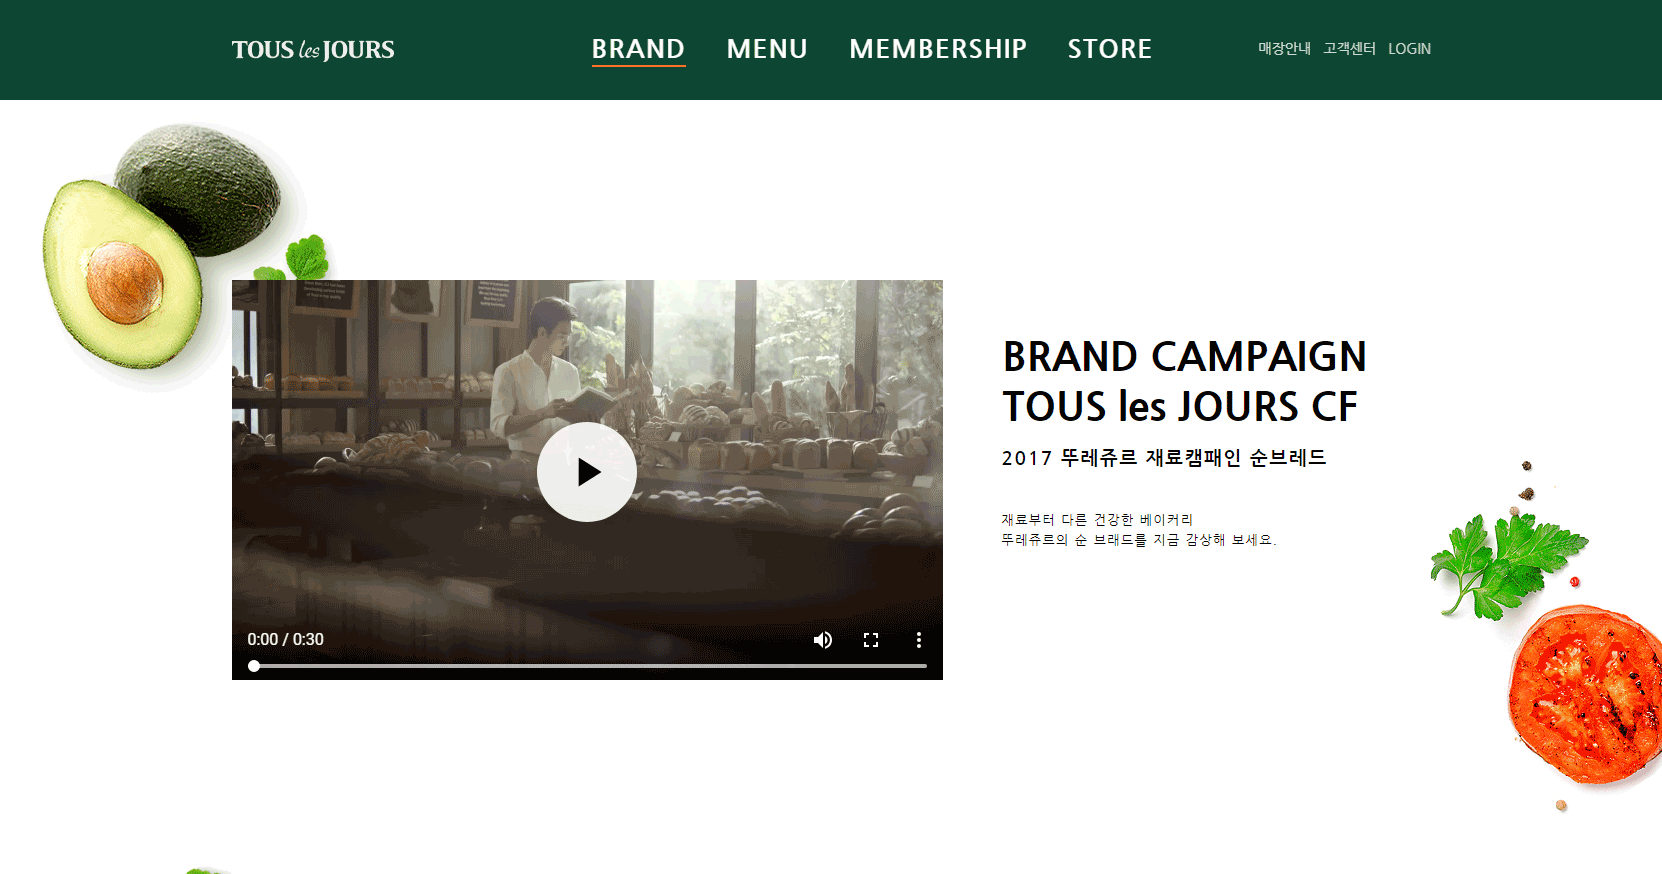 TOUS les JOURS
BRAND MENU MEMBERSHIP STORE
매장안내 고객센터 LOGIN
BRAND CAMPAIGN
TOUS les JOURS CF
2017 뚜레쥬르 재료캠패인 순브레드
재료부터 다른 건강한 베이커리
뚜레쥬르의 순 브래드를 지금 감상해 보세요.
0:00 / 0:30